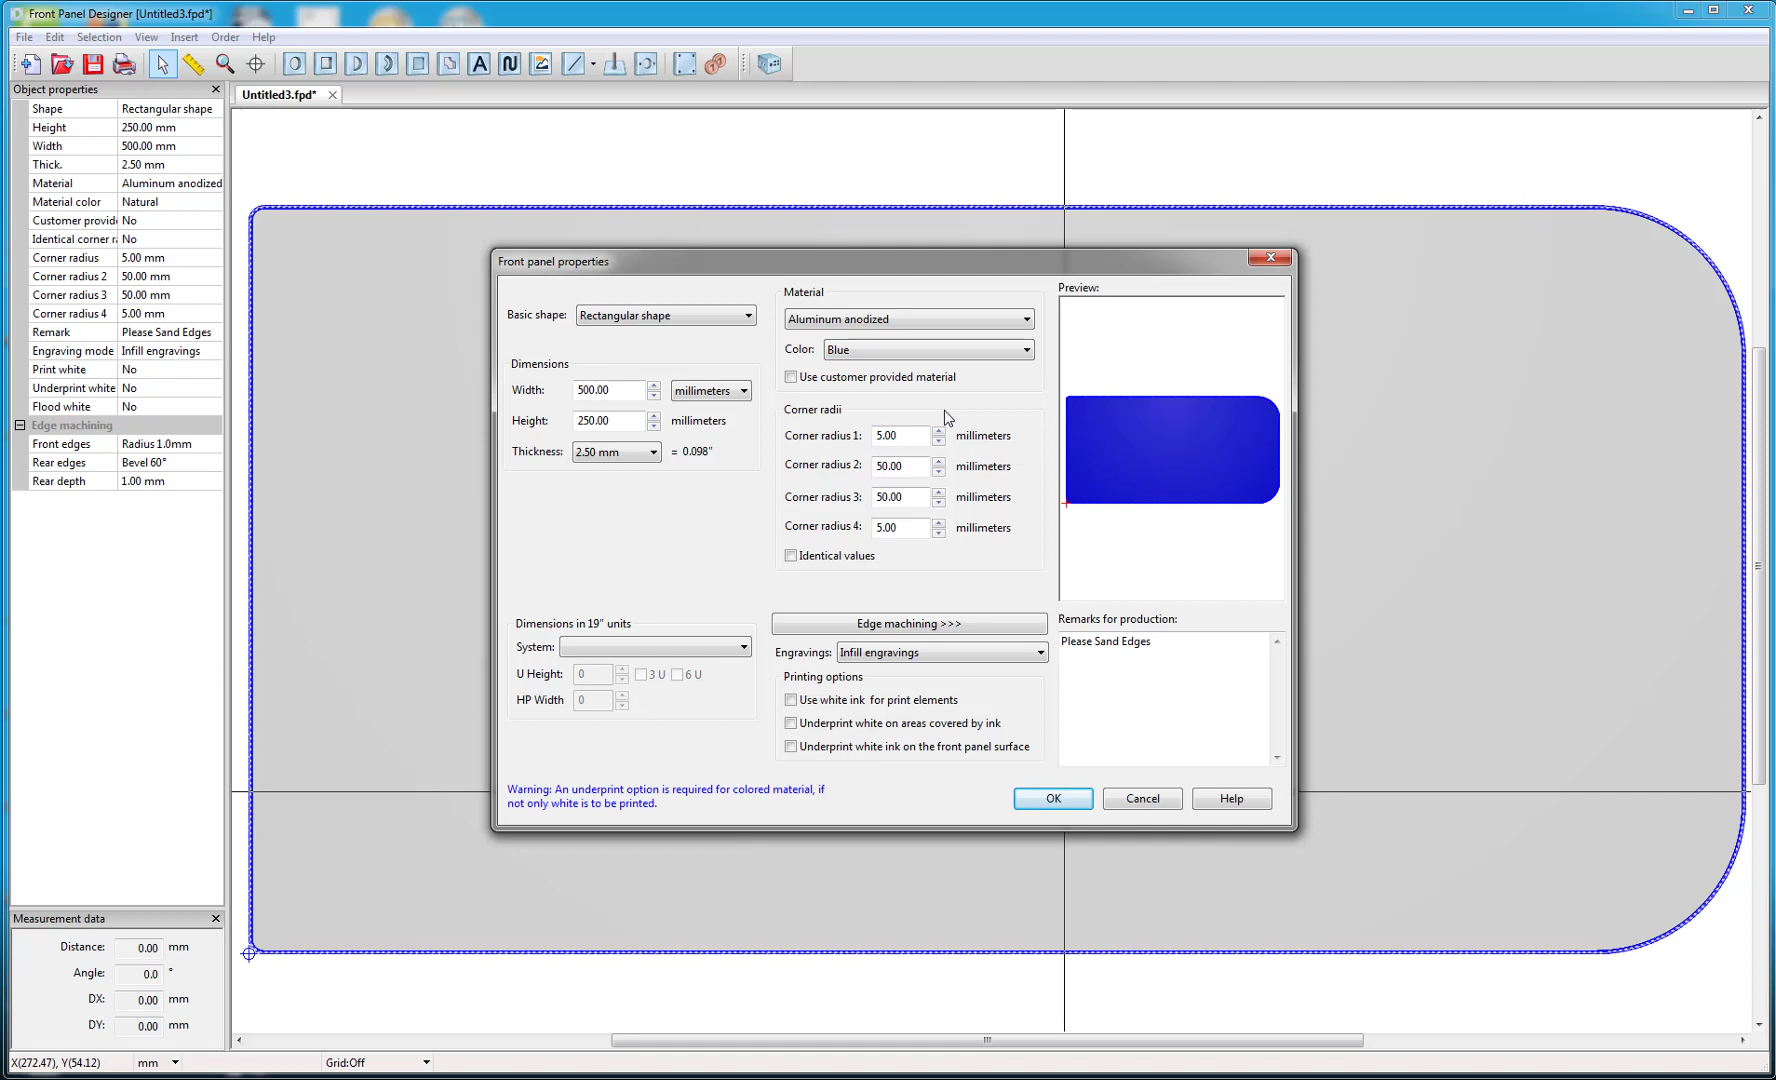 Front Panel Designer [Untitled3.fpd*]
File Edit Selection View Insert Order Help
Object properties
Untitled3.fpd*
Shape Rectangular shape
Height 250.00 mm
Width 500.00 mm
Thick. 2.50 mm
Material Aluminum anodized
Material color Natural
Customer provid No
Identical corner r No
Corner radius 5.00 mm
Corner radius 2 50.00 mm
Corner radius 3 50.00 mm
Corner radius 4 5.00 mm
Remark Please Sand Edges
Engraving mode Infill engravings
Print white No
Underprint white No
Flood white No
Edge machining
Front edges Radius 1.0mm
Rear edges Bevel 60°
Rear depth 1.00 mm
Front panel properties
Basic shape: Rectangular shape
Dimensions
Width: 500.00 millimeters
Height: 250.00 millimeters
Thickness: 2.50 mm = 0.098"
Dimensions in 19" units
System:
U Height: 0 3 U 6 U
HP Width 0
Warning: An underprint option is required for colored material, if
not only white is to be printed.
Material
Aluminum anodized
Color: Blue
Use customer provided material
Corner radii
Corner radius 1: 5.00 millimeters
Corner radius 2: 50.00 millimeters
Corner radius 3: 50.00 millimeters
Corner radius 4: 5.00 millimeters
Identical values
Edge machining >>>
Engravings: Infill engravings
Printing options
Use white ink for print elements
Underprint white on areas covered by ink
Underprint white ink on the front panel surface
Preview:
Remarks for production:
Please Sand Edges
OK Cancel Help
Measurement data
Distance: 0.00 mm
Angle: 0.0 °
DX: 0.00 mm
DY: 0.00 mm
X(272.47), Y(54.12) mm Grid:Off